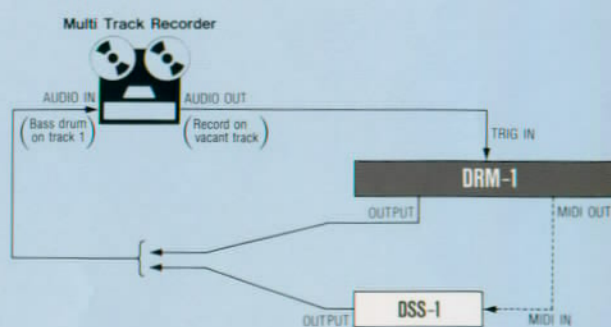 Multi Track Recorder
AUDIO IN
AUDIO OUT
(Bass drum
on track 1)
(Record on
vacant track)
TRIG IN
DRM-1
OUTPUT
MIDI OUT
DSS-1
OUTPUT
MIDI IN